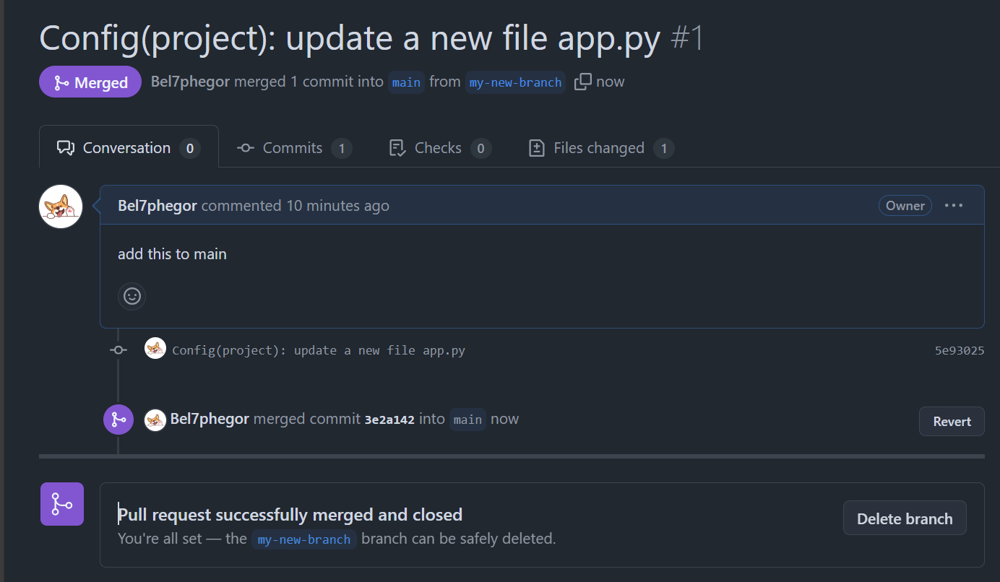 Config(project): update a new file app.py #1
Merged Bel7phegor merged 1 commit into main from my-new-branch now
Conversation 0 Commits 1 Checks 0 Files changed 1
Bel7phegor commented 10 minutes ago Owner ...
add this to main
Config(project): update a new file app.py 5e93025
Bel7phegor merged commit 3e2a142 into main now Revert
Pull request successfully merged and closed
You're all set — the my-new-branch branch can be safely deleted.
Delete branch